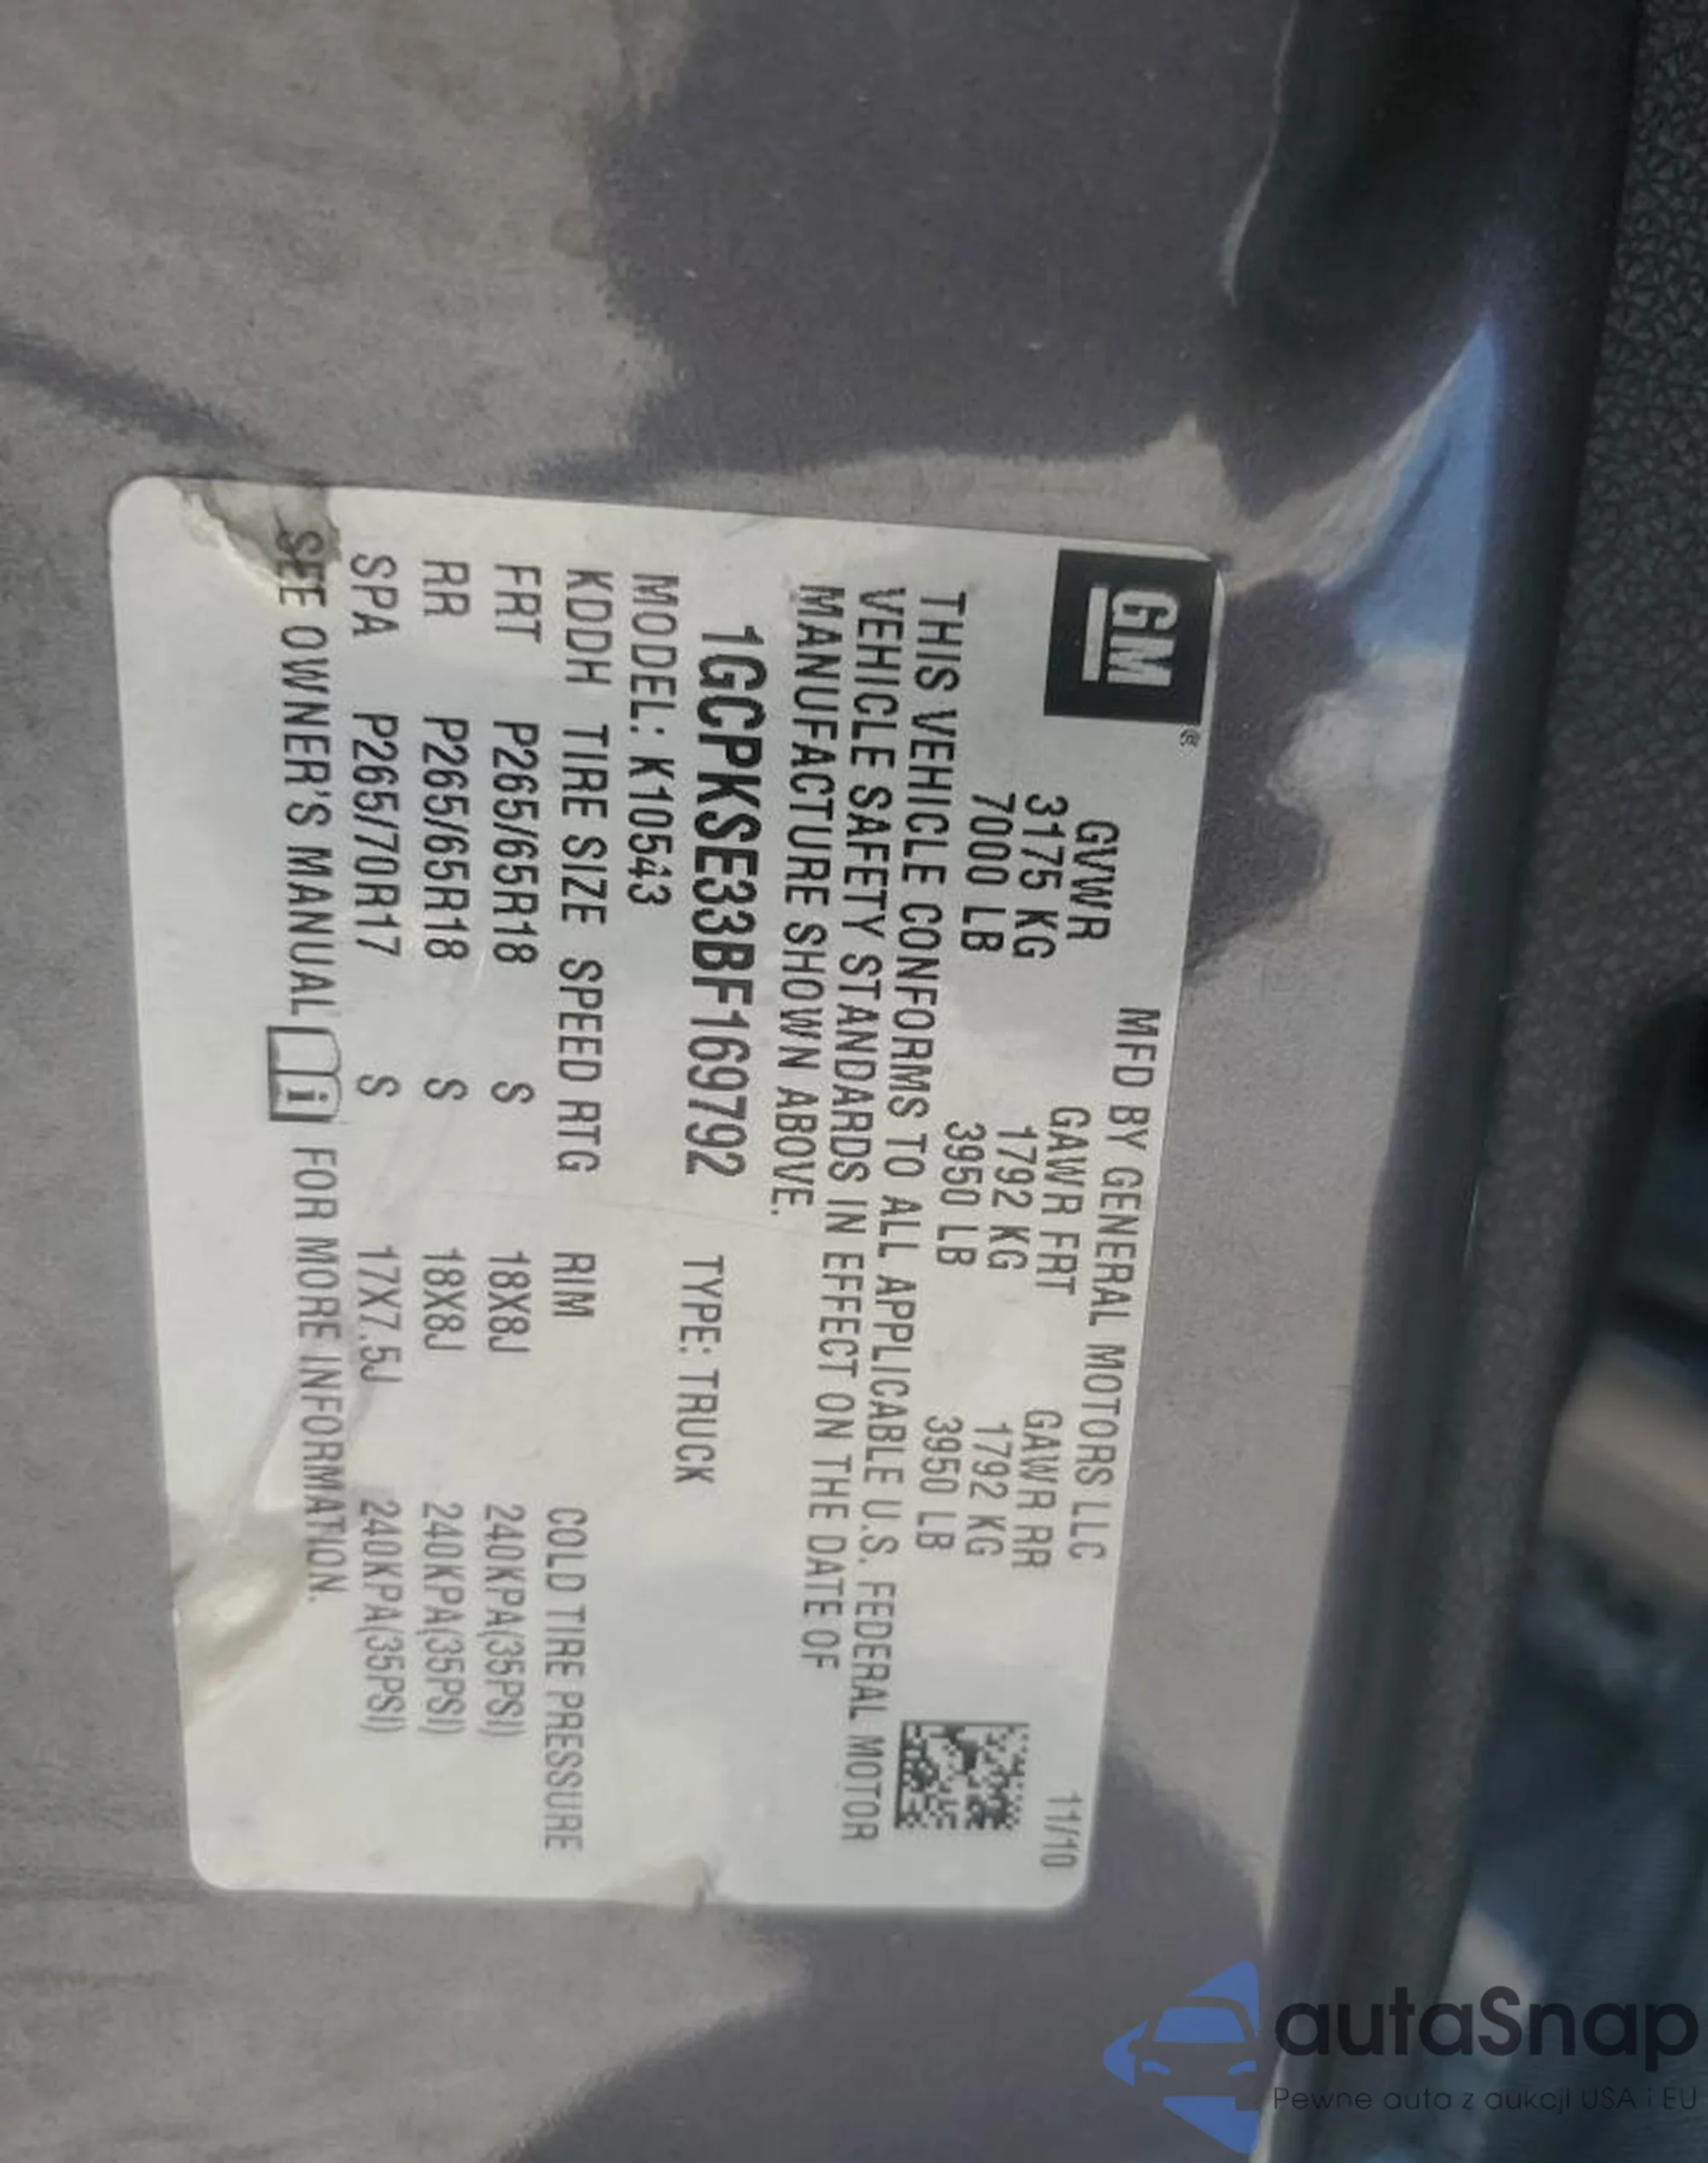 GM®
MFD BY GENERAL MOTORS LLC 11/10
GVWR GAWR FRT GAWR RR
3175 KG 1792 KG 1792 KG
7000 LB 3950 LB 3950 LB
THIS VEHICLE CONFORMS TO ALL APPLICABLE U.S. FEDERAL MOTOR
VEHICLE SAFETY STANDARDS IN EFFECT ON THE DATE OF
MANUFACTURE SHOWN ABOVE.
1GCPKSE33BF169792 TYPE: TRUCK
MODEL: K10543
KDDH TIRE SIZE SPEED RTG RIM COLD TIRE PRESSURE
FRT P265/65R18 S 18X8J 240KPA(35PSI)
RR P265/65R18 S 18X8J 240KPA(35PSI)
SPA P265/70R17 S 17X7.5J 240KPA(35PSI)
SEE OWNER'S MANUAL i FOR MORE INFORMATION.
autaSnap
Pewne auta z aukcji USA i EU